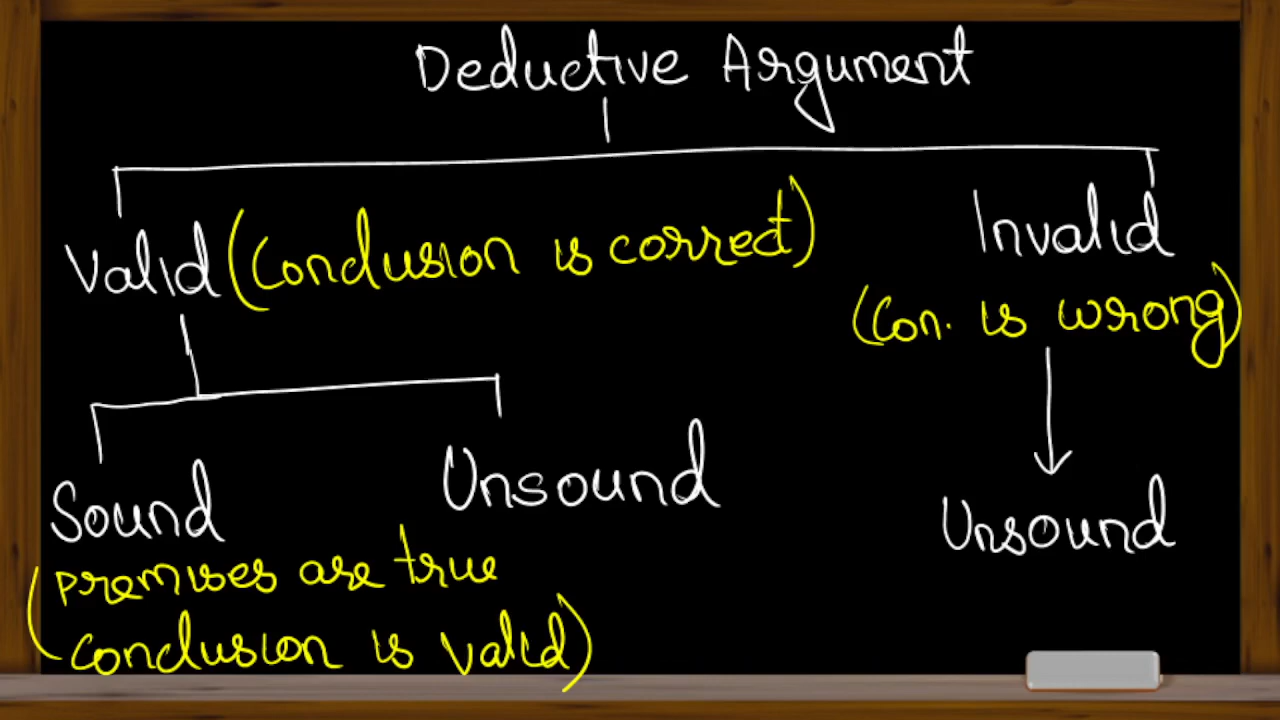 Deductive Argument
Valid (Conclusion is correct)
Invalid
(Con. is wrong)
Sound
Unsound
Unsound
(premises are true
conclusion is valid)